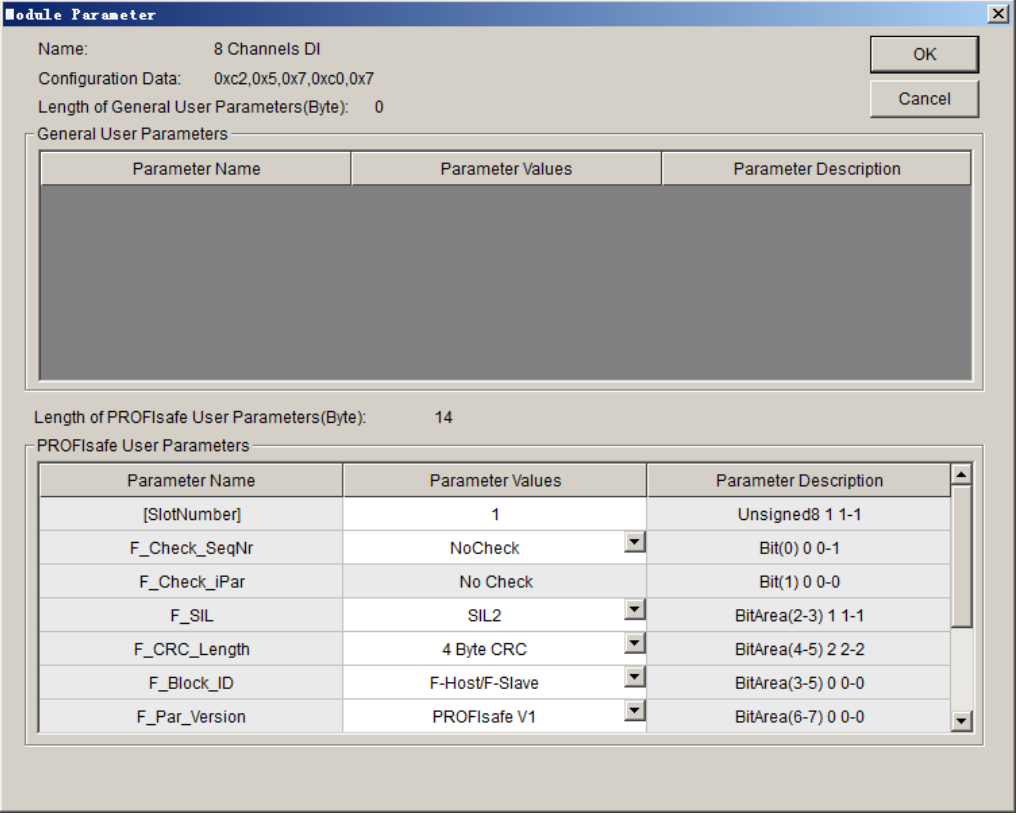 Module Parameter
Name: 8 Channels DI
OK
Configuration Data: 0xc2,0x5,0x7,0xc0,0x7
Cancel
Length of General User Parameters(Byte): 0
General User Parameters
Parameter Name Parameter Values Parameter Description
Length of PROFIsafe User Parameters(Byte): 14
PROFIsafe User Parameters
Parameter Name Parameter Values Parameter Description
[SlotNumber] 1 Unsigned8 1 1-1
F_Check_SeqNr NoCheck Bit(0) 0 0-1
F_Check_iPar No Check Bit(1) 0 0-0
F_SIL SIL2 BitArea(2-3) 1 1-1
F_CRC_Length 4 Byte CRC BitArea(4-5) 2 2-2
F_Block_ID F-Host/F-Slave BitArea(3-5) 0 0-0
F_Par_Version PROFIsafe V1 BitArea(6-7) 0 0-0